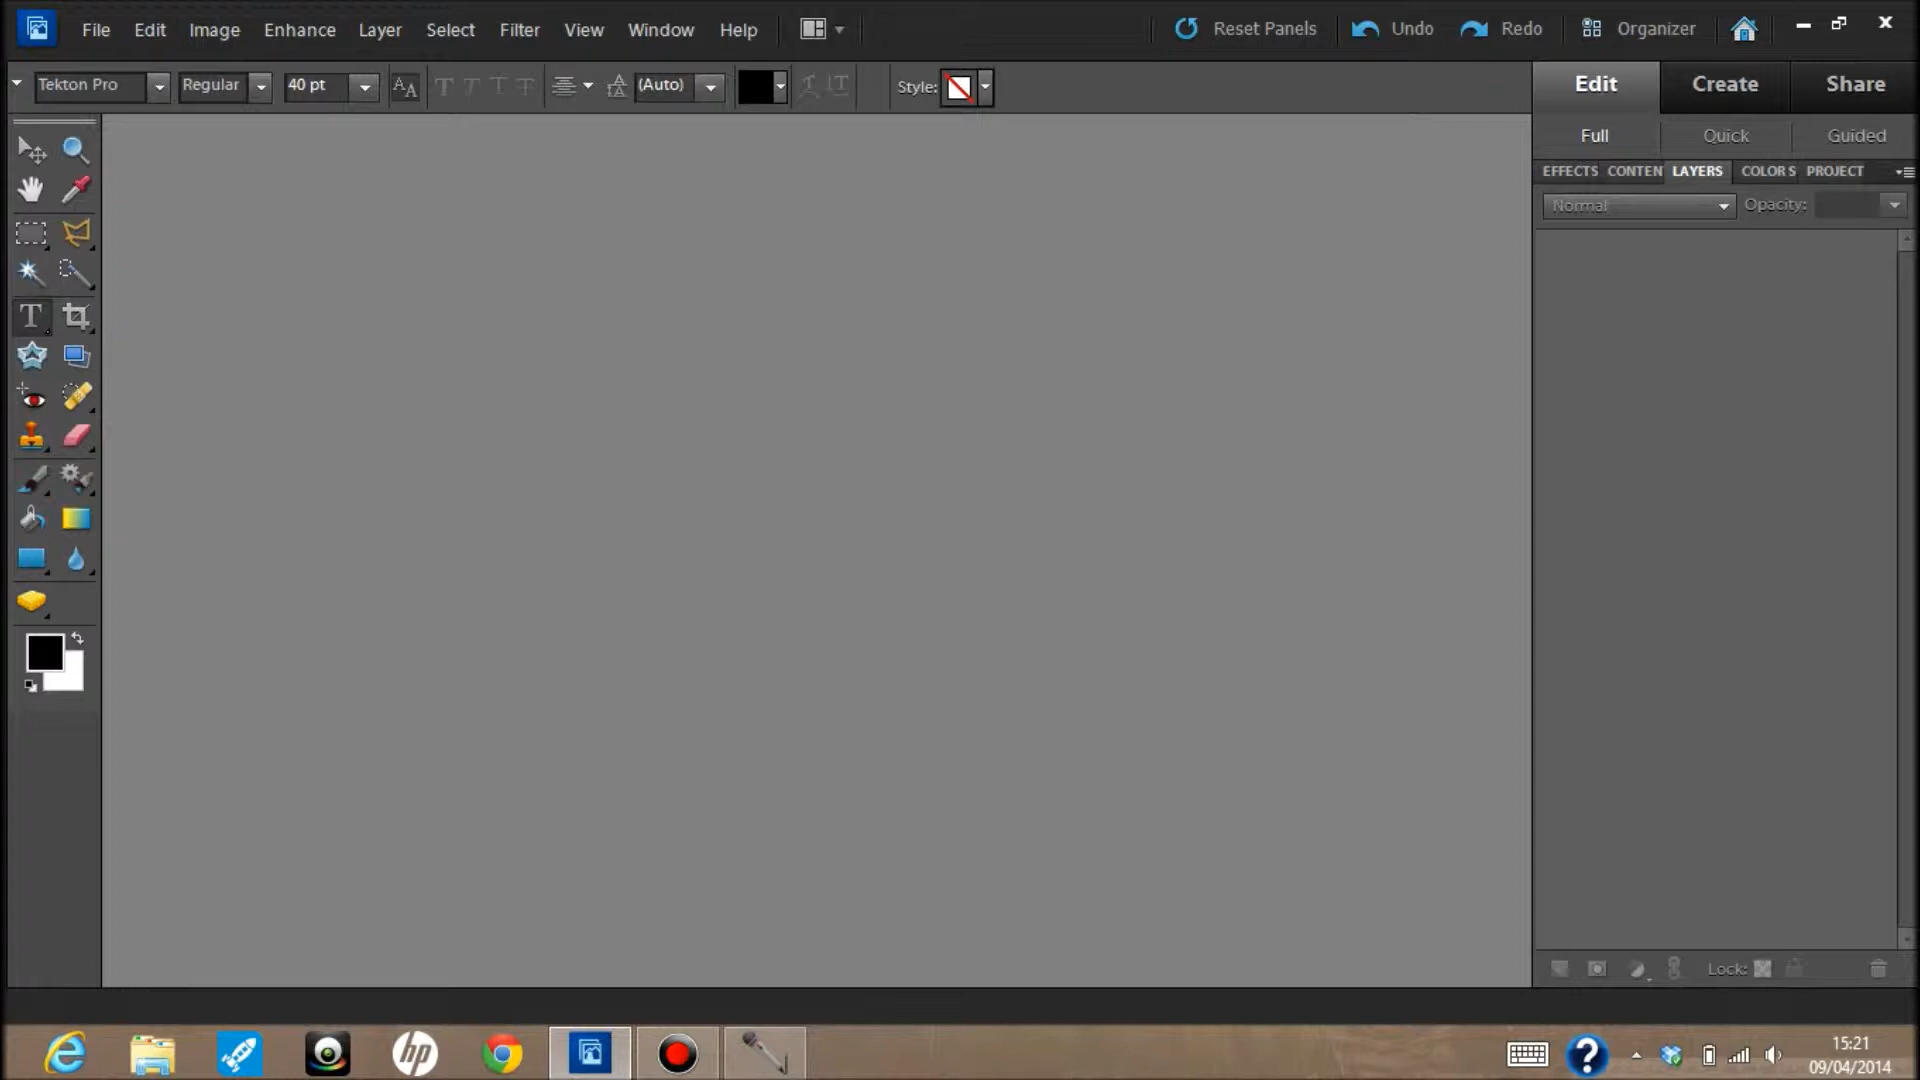 File Edit Image Enhance Layer Select Filter View Window Help Reset Panels Undo Redo Organizer
Tekton Pro Regular 40 pt (Auto) Style: Edit Create Share
Full Quick Guided
EFFECTS CONTEN LAYERS COLOR S PROJECT
Normal Opacity:
T
Lock:
hp
15:21
09/04/2014